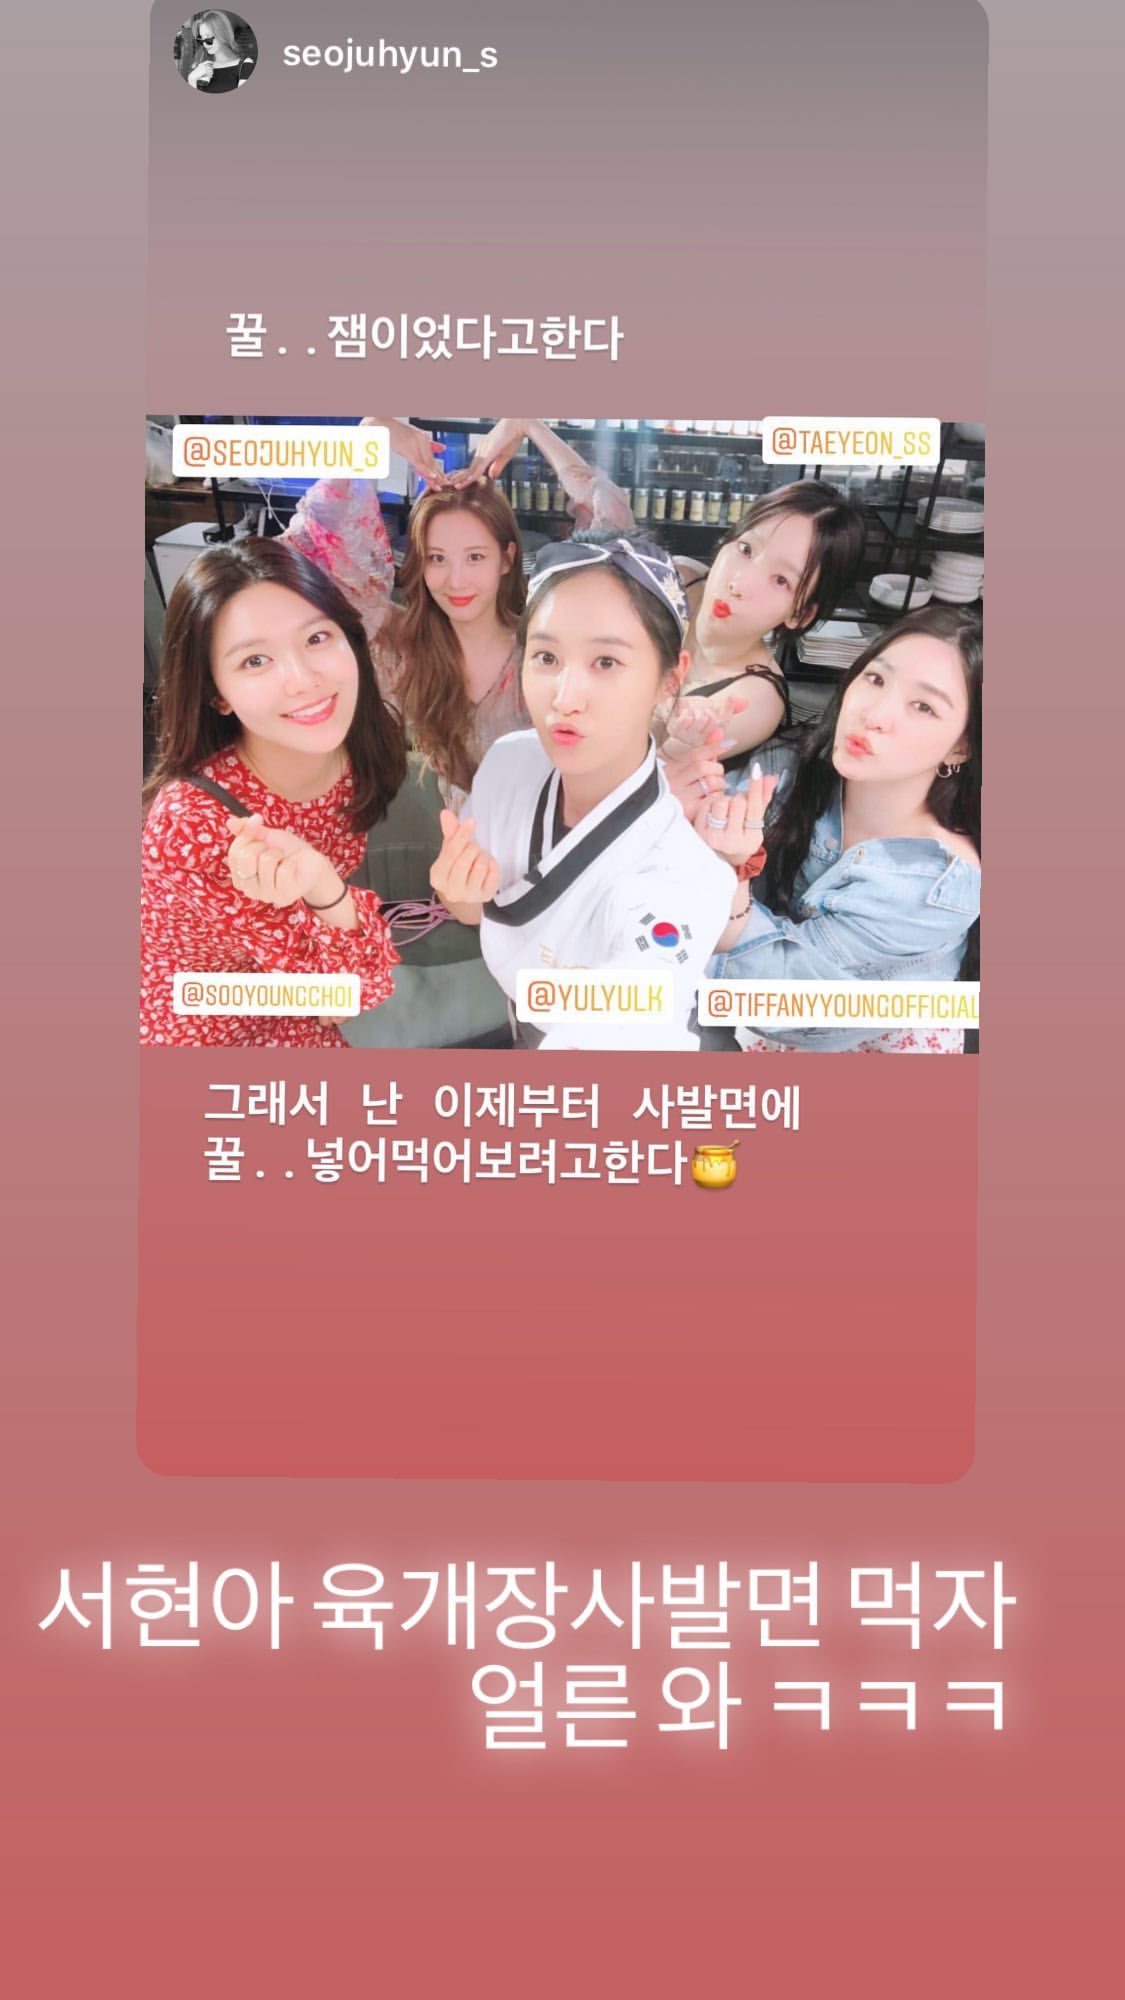 seojuhyun_s
꿀..잼이었다고한다
@SEOJUHYUN_S
@TAEYEON_SS
@SOOYOUNGCHOI
@YULYULK
@TIFFANYYOUNGOFFICIAL
그래서 난 이제부터 사발면에
꿀..넣어먹어보려고한다🍯
서현아 육개장사발면 먹자
얼른 와 ㅋㅋㅋ